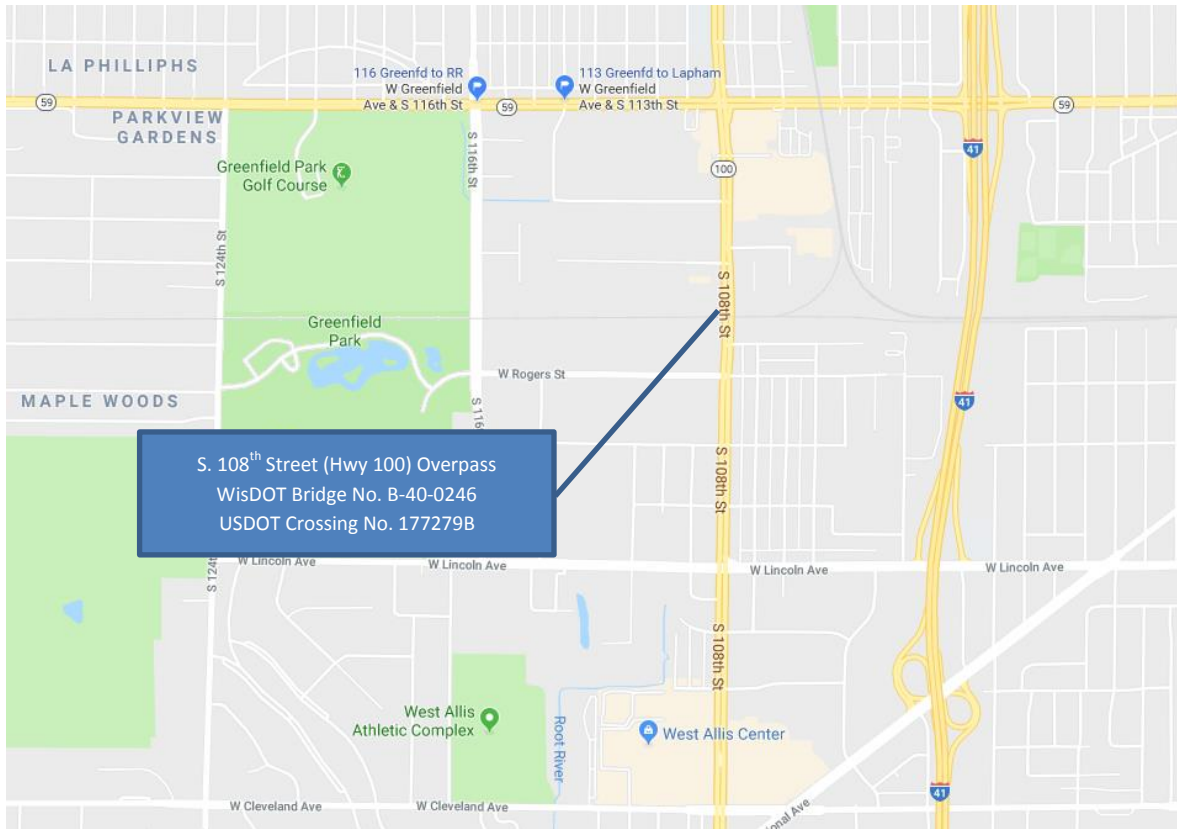 LA PHILLIPHS
59
PARKVIEW
GARDENS
116 Greenfd to RR
W Greenfield
Ave & S 116th St
59
113 Greenfd to Lapham
W Greenfield
Ave & S 113th St
59
41
100
Greenfield Park
Golf Course
S 116th St
S 124th St
S 108th St
Greenfield
Park
W Rogers St
MAPLE WOODS
41
S 116
S. 108th Street (Hwy 100) Overpass
WisDOT Bridge No. B-40-0246
USDOT Crossing No. 177279B
S 108th St
S 124t
W Lincoln Ave
W Lincoln Ave
W Lincoln Ave
W Lincoln Ave
S 108th St
West Allis
Athletic Complex
Root River
West Allis Center
41
W Cleveland Ave
W Cleveland Ave
onal Ave